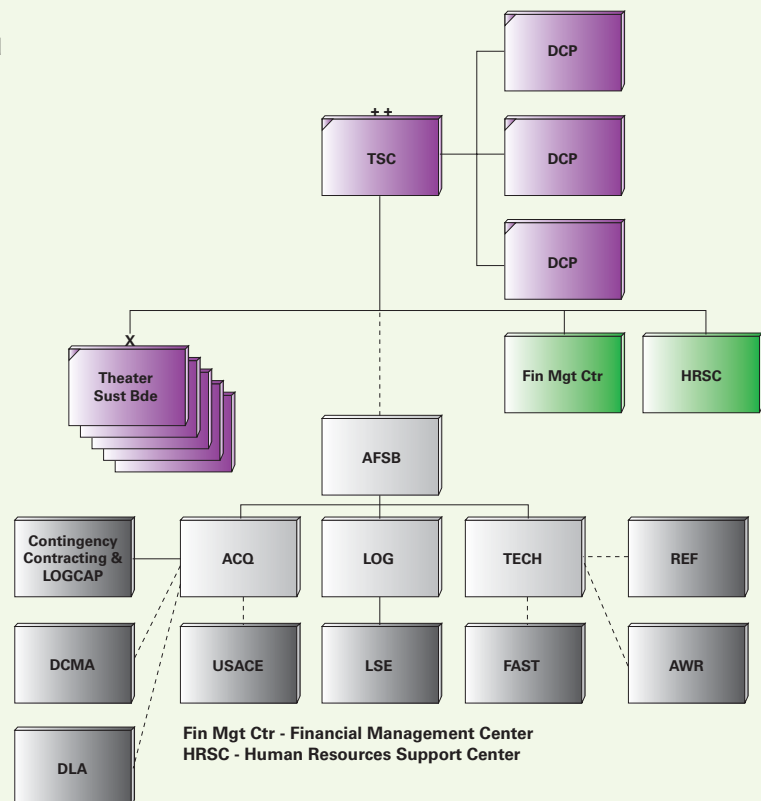 DCP
++
TSC
DCP
DCP
X
Theater
Sust Bde
Fin Mgt Ctr
HRSC
AFSB
Contingency
Contracting &
LOGCAP
ACQ
LOG
TECH
REF
DCMA
USACE
LSE
FAST
AWR
DLA
Fin Mgt Ctr - Financial Management Center
HRSC - Human Resources Support Center